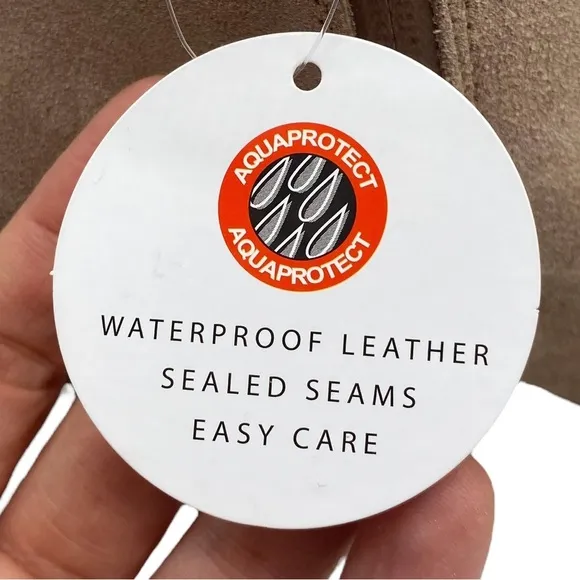 AQUAPROTECT
AQUAPROTECT
WATERPROOF LEATHER
SEALED SEAMS
EASY CARE